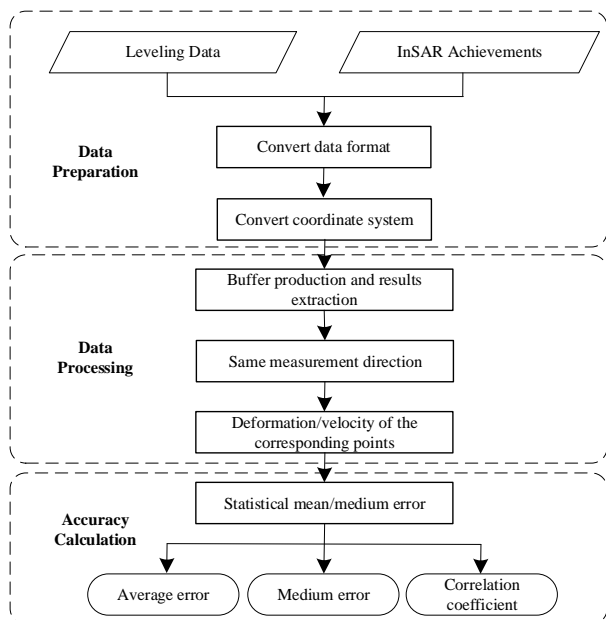 Leveling Data
InSAR Achievements
Data
Preparation
Convert data format
Convert coordinate system
Buffer production and results
extraction
Data
Processing
Same measurement direction
Deformation/velocity of the
corresponding points
Accuracy
Calculation
Statistical mean/medium error
Average error
Medium error
Correlation
coefficient